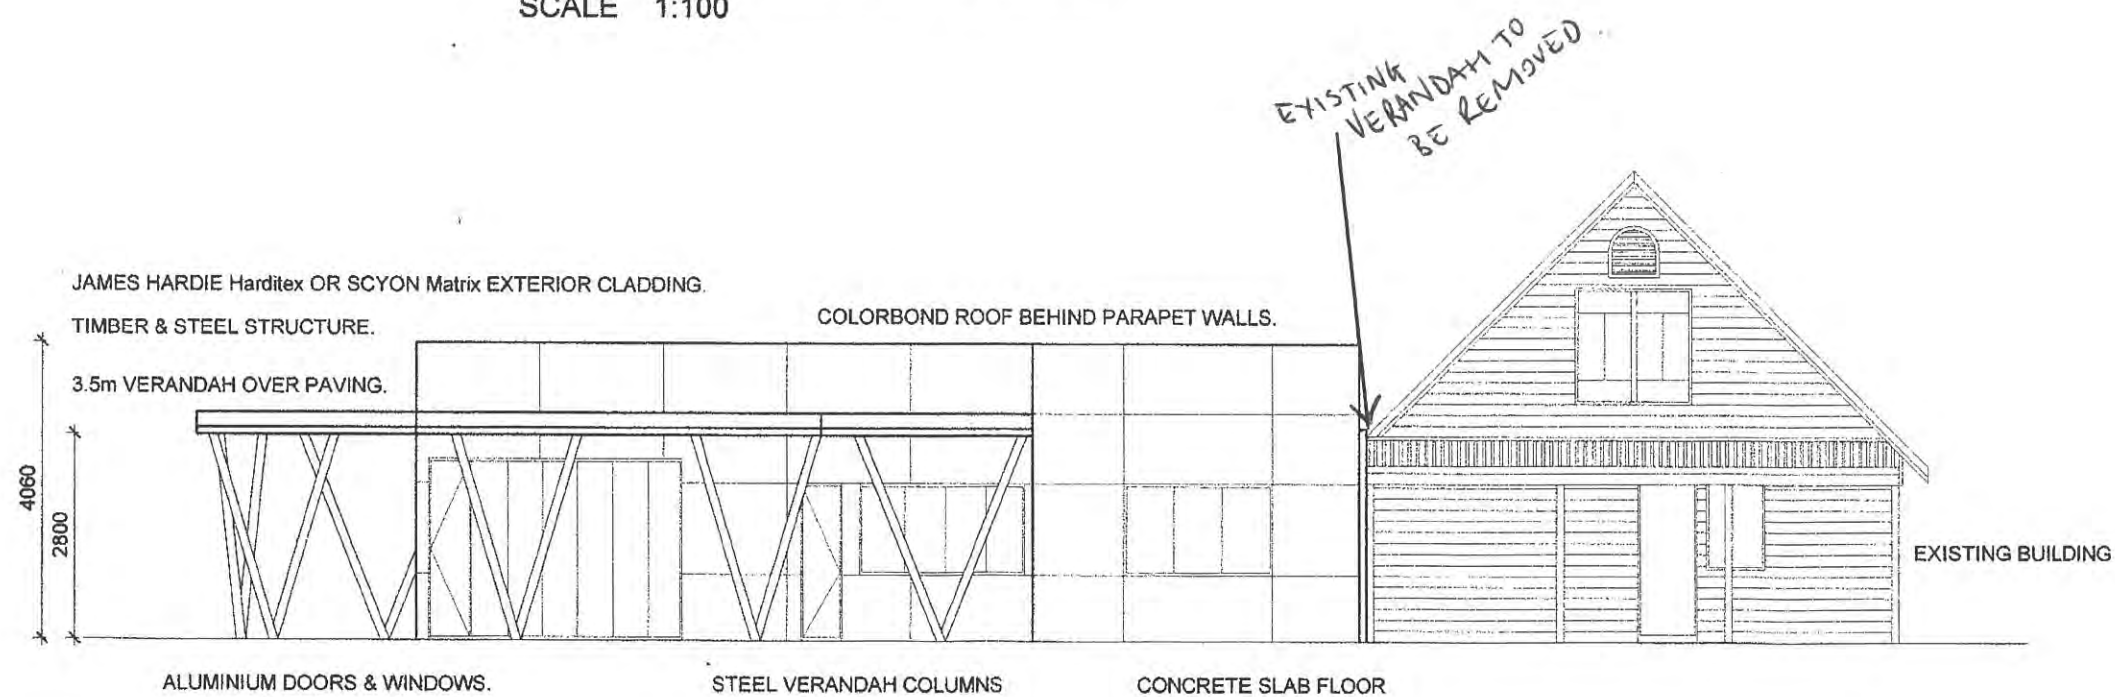 SCALE 1:100
EXISTING
VERANDAH TO
BE REMOVED
JAMES HARDIE Harditex OR SCYON Matrix EXTERIOR CLADDING.
TIMBER & STEEL STRUCTURE.
COLORBOND ROOF BEHIND PARAPET WALLS.
3.5m VERANDAH OVER PAVING.
4060
2800
EXISTING BUILDING
ALUMINIUM DOORS & WINDOWS.
STEEL VERANDAH COLUMNS
CONCRETE SLAB FLOOR